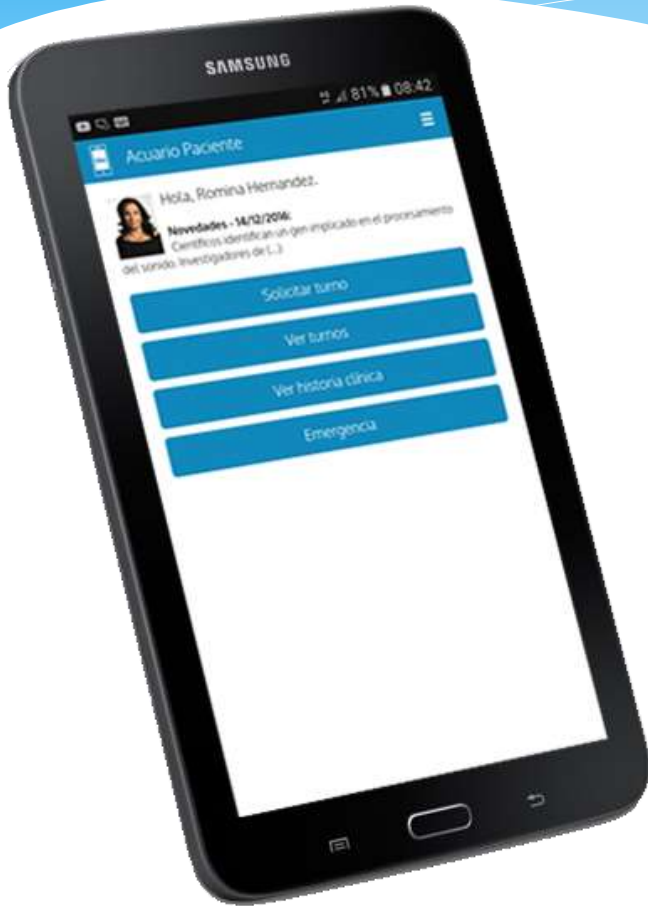 SAMSUNG
81% 08:42
Acuario Paciente
Hola, Romina Hernandez.
Novedades - 14/12/2016:
Científicos identifican un gen implicado en el procesamiento
del sonido. Investigadores de (...)
Solicitar turno
Ver turnos
Ver historia clínica
Emergencia